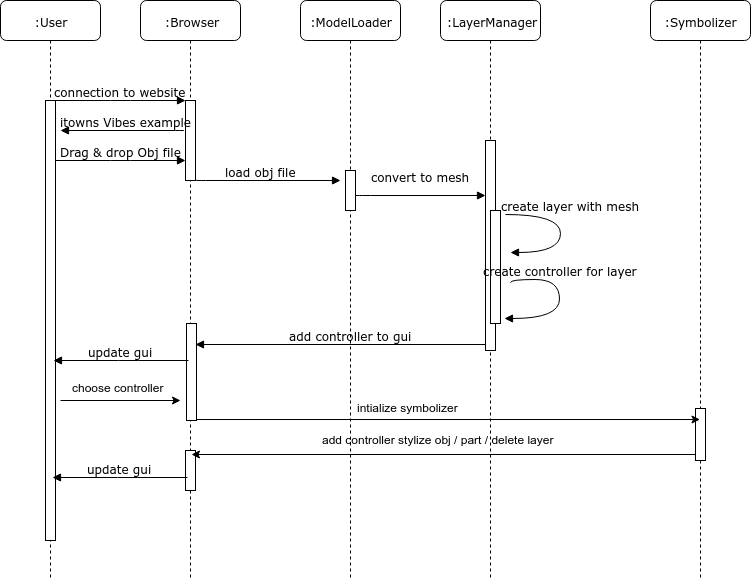 :User
:Browser
:ModelLoader
:LayerManager
:Symbolizer
connection to website
itowns Vibes example
Drag & drop Obj file
load obj file
convert to mesh
create layer with mesh
create controller for layer
add controller to gui
update gui
choose controller
intialize symbolizer
add controller stylize obj / part / delete layer
update gui